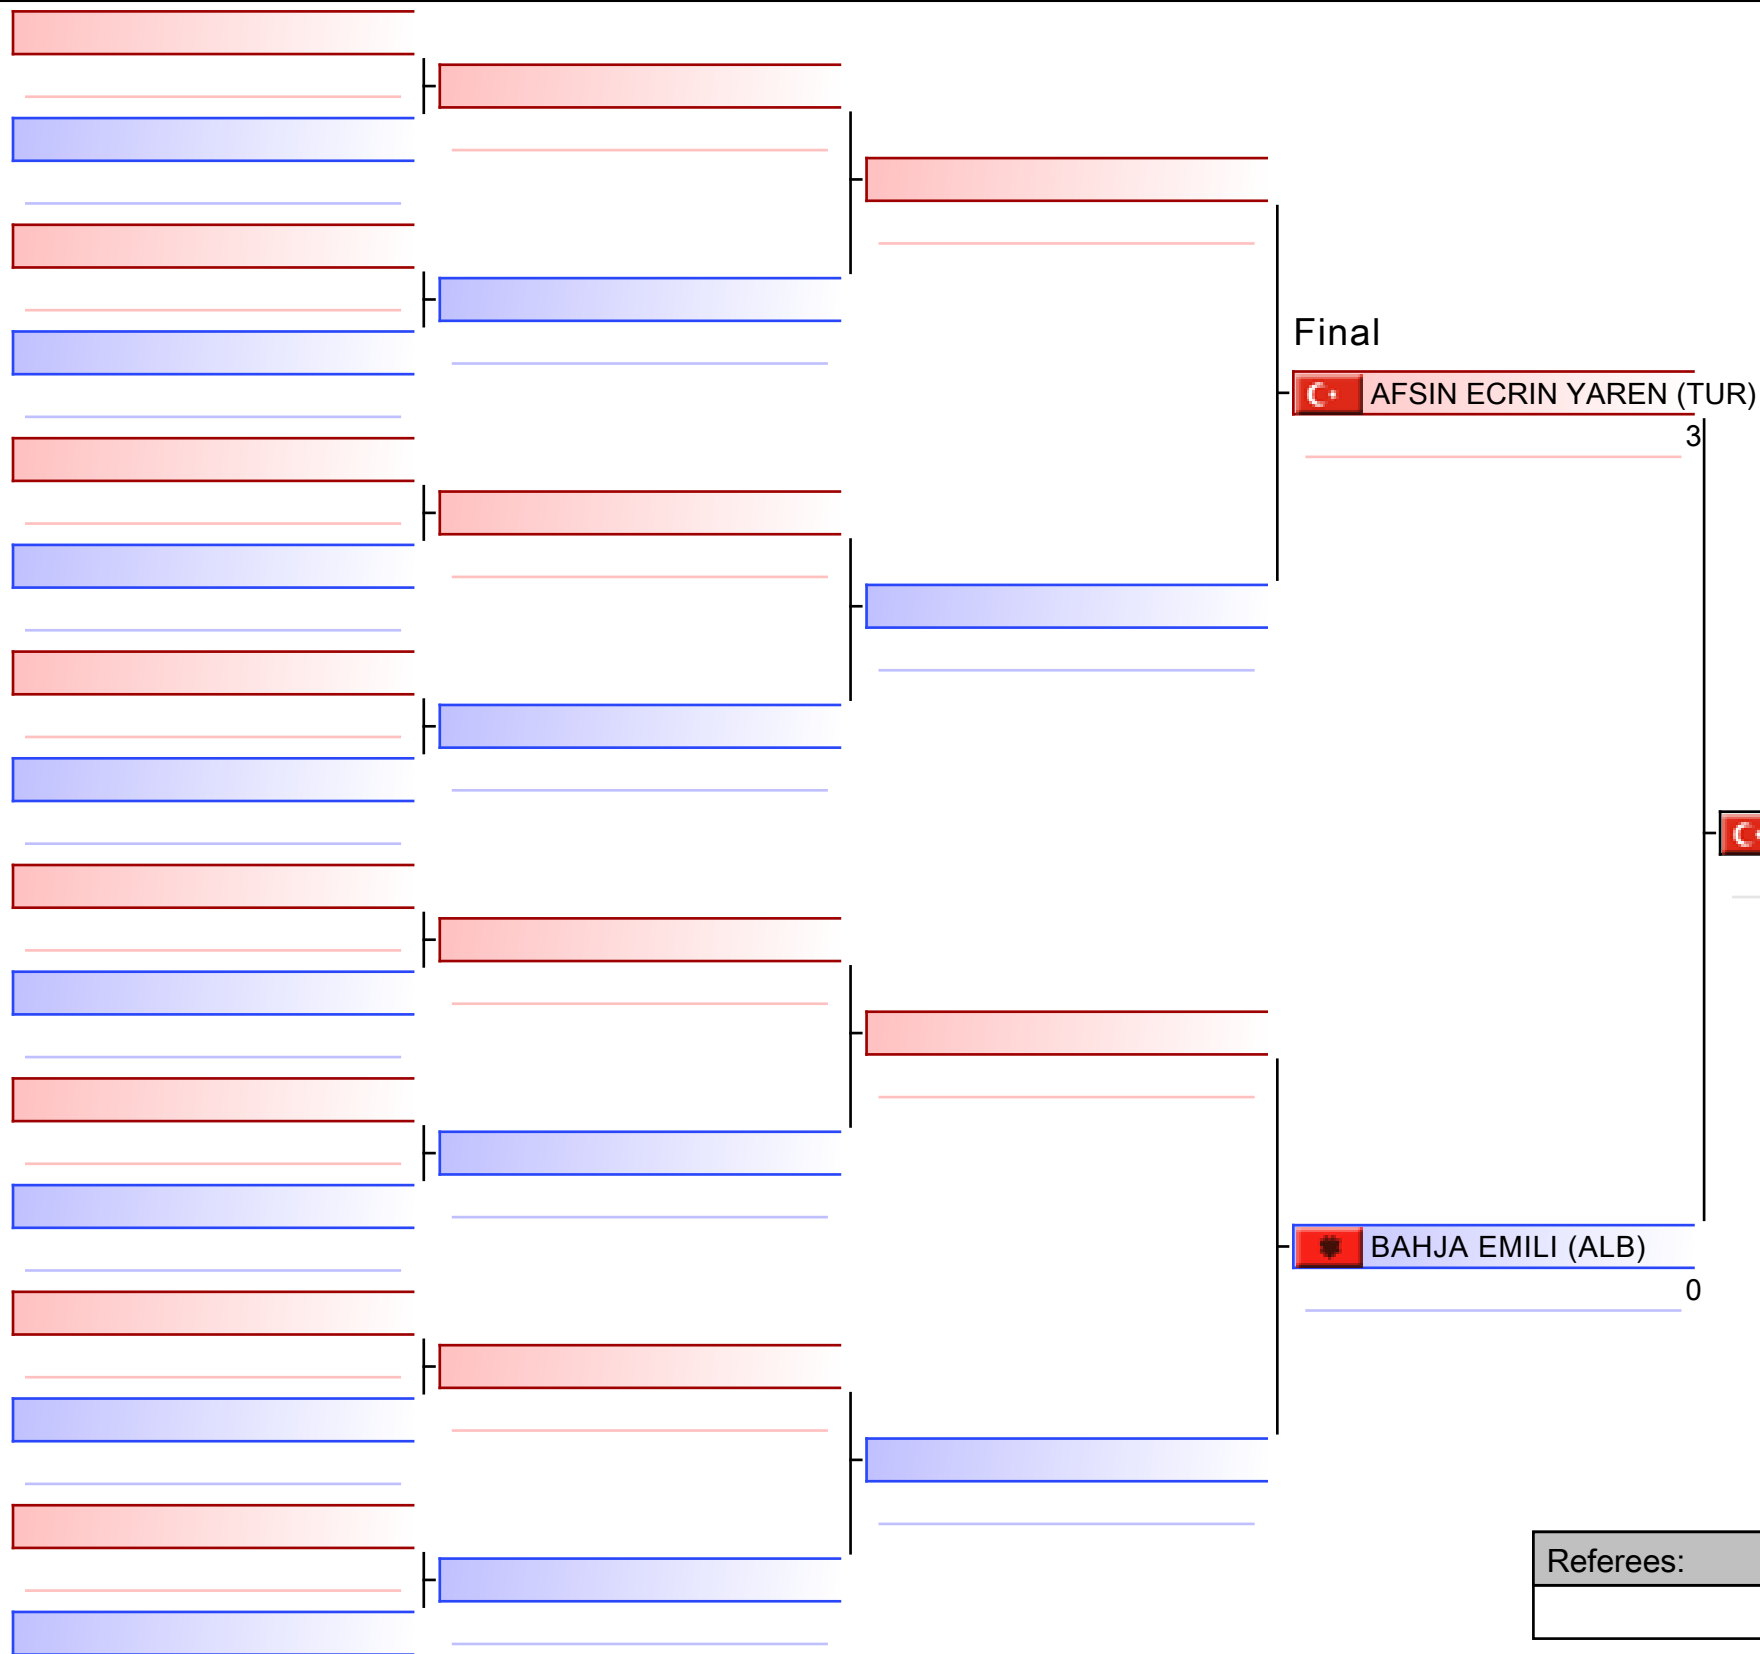 Final
AFSIN ECRIN YAREN (TUR)
3
BAHJA EMILI (ALB)
0
Referees: